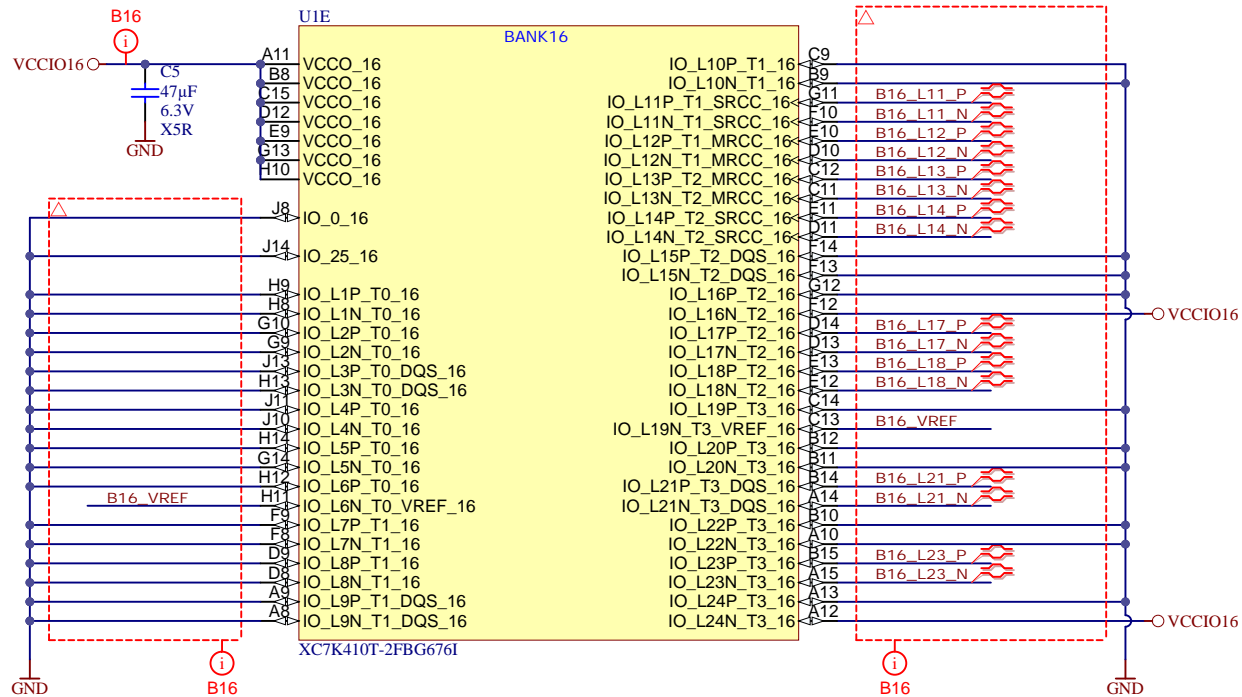 B16
i
VCCIO16
C5
47µF
6.3V
X5R
GND
U1E
BANK16
A11 VCCO_16
B8 VCCO_16
C15 VCCO_16
D12 VCCO_16
E9 VCCO_16
G13 VCCO_16
H10 VCCO_16
J8 IO_0_16
J14 IO_25_16
H9 IO_L1P_T0_16
H8 IO_L1N_T0_16
G10 IO_L2P_T0_16
G9 IO_L2N_T0_16
J13 IO_L3P_T0_DQS_16
H13 IO_L3N_T0_DQS_16
J11 IO_L4P_T0_16
J10 IO_L4N_T0_16
H14 IO_L5P_T0_16
G14 IO_L5N_T0_16
H12 IO_L6P_T0_16
B16_VREF H11 IO_L6N_T0_VREF_16
F9 IO_L7P_T1_16
F8 IO_L7N_T1_16
D9 IO_L8P_T1_16
D8 IO_L8N_T1_16
A9 IO_L9P_T1_DQS_16
A8 IO_L9N_T1_DQS_16
IO_L10P_T1_16 C9
IO_L10N_T1_16 B9
IO_L11P_T1_SRCC_16 G11 B16_L11_P
IO_L11N_T1_SRCC_16 F10 B16_L11_N
IO_L12P_T1_MRCC_16 E10 B16_L12_P
IO_L12N_T1_MRCC_16 D10 B16_L12_N
IO_L13P_T2_MRCC_16 C12 B16_L13_P
IO_L13N_T2_MRCC_16 C11 B16_L13_N
IO_L14P_T2_SRCC_16 E11 B16_L14_P
IO_L14N_T2_SRCC_16 D11 B16_L14_N
IO_L15P_T2_DQS_16 F14
IO_L15N_T2_DQS_16 F13
IO_L16P_T2_16 G12
IO_L16N_T2_16 F12 VCCIO16
IO_L17P_T2_16 D14 B16_L17_P
IO_L17N_T2_16 D13 B16_L17_N
IO_L18P_T2_16 E13 B16_L18_P
IO_L18N_T2_16 E12 B16_L18_N
IO_L19P_T3_16 C14
IO_L19N_T3_VREF_16 C13 B16_VREF
IO_L20P_T3_16 B12
IO_L20N_T3_16 B11
IO_L21P_T3_DQS_16 B14 B16_L21_P
IO_L21N_T3_DQS_16 A14 B16_L21_N
IO_L22P_T3_16 B10
IO_L22N_T3_16 A10
IO_L23P_T3_16 B15 B16_L23_P
IO_L23N_T3_16 A15 B16_L23_N
IO_L24P_T3_16 A13
IO_L24N_T3_16 A12 VCCIO16
XC7K410T-2FBG676I
GND
i
B16
i
B16
GND